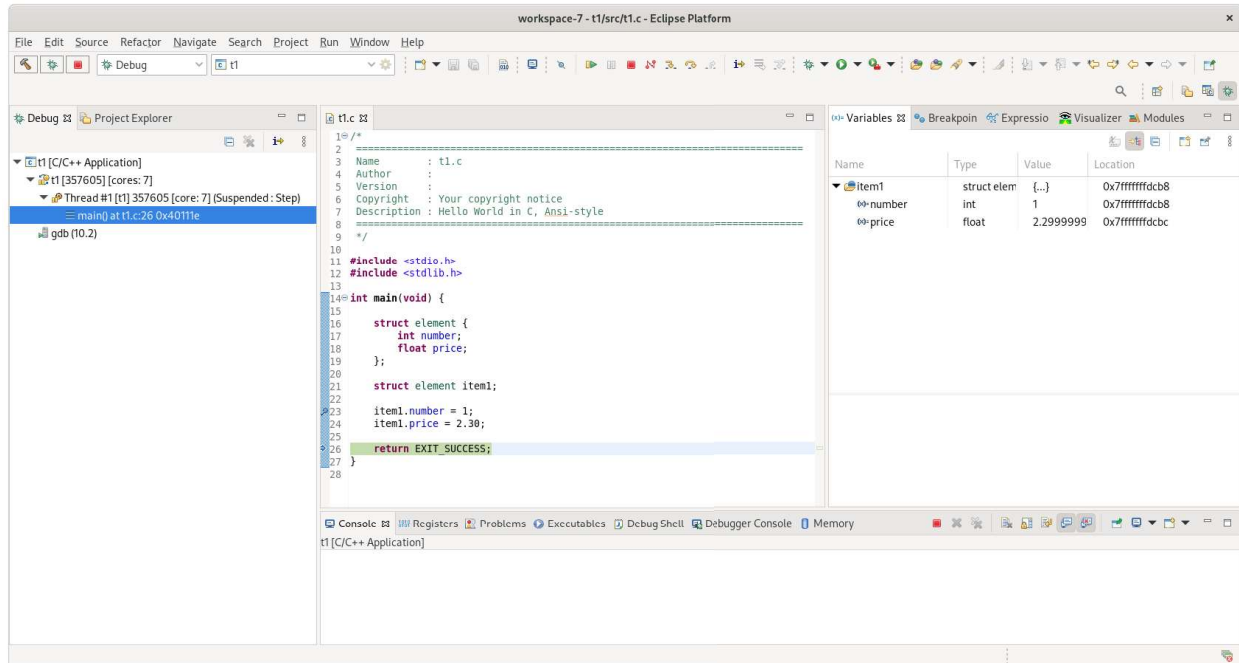 workspace-7 - t1/src/t1.c - Eclipse Platform
File Edit Source Refactor Navigate Search Project Run Window Help
Debug t1
Debug Project Explorer
t1 [C/C++ Application]
t1 [357605] [cores: 7]
Thread #1 [t1] 357605 [core: 7] (Suspended : Step)
main() at t1.c:26 0x40111e
gdb (10.2)
t1.c
1 /*
2 ============================================================================
3 Name : t1.c
4 Author :
5 Version :
6 Copyright : Your copyright notice
7 Description : Hello World in C, Ansi-style
8 ============================================================================
9 */
10
11 #include <stdio.h>
12 #include <stdlib.h>
13
14 int main(void) {
15
16 struct element {
17 int number;
18 float price;
19 };
20
21 struct element item1;
22
23 item1.number = 1;
24 item1.price = 2.30;
25
26 return EXIT_SUCCESS;
27 }
28
(x)= Variables Breakpoin Expressio Visualizer Modules
Name Type Value Location
item1 struct elem {...} 0x7fffffffdcb8
(x)= number int 1 0x7fffffffdcb8
(x)= price float 2.2999999 0x7fffffffdcbc
Console Registers Problems Executables Debug Shell Debugger Console Memory
t1 [C/C++ Application]